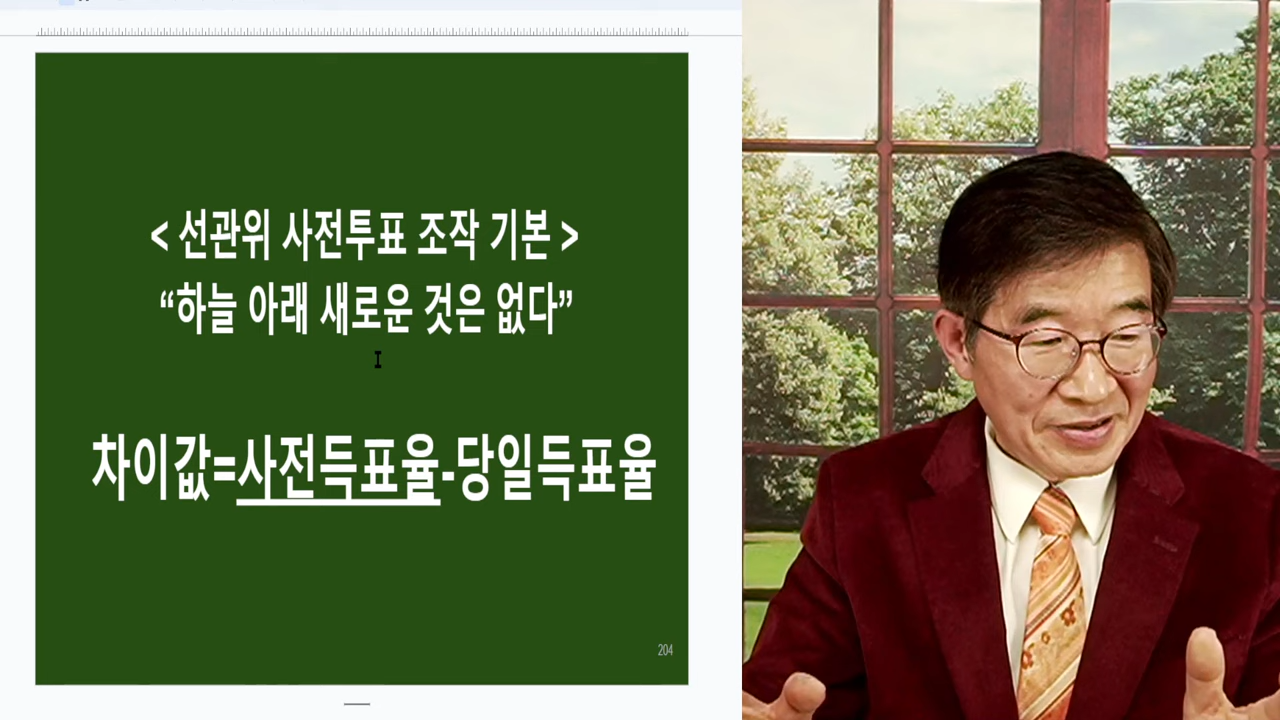 < 선관위 사전투표 조작 기본 >
“하늘 아래 새로운 것은 없다”
차이값=사전득표율-당일득표율
204